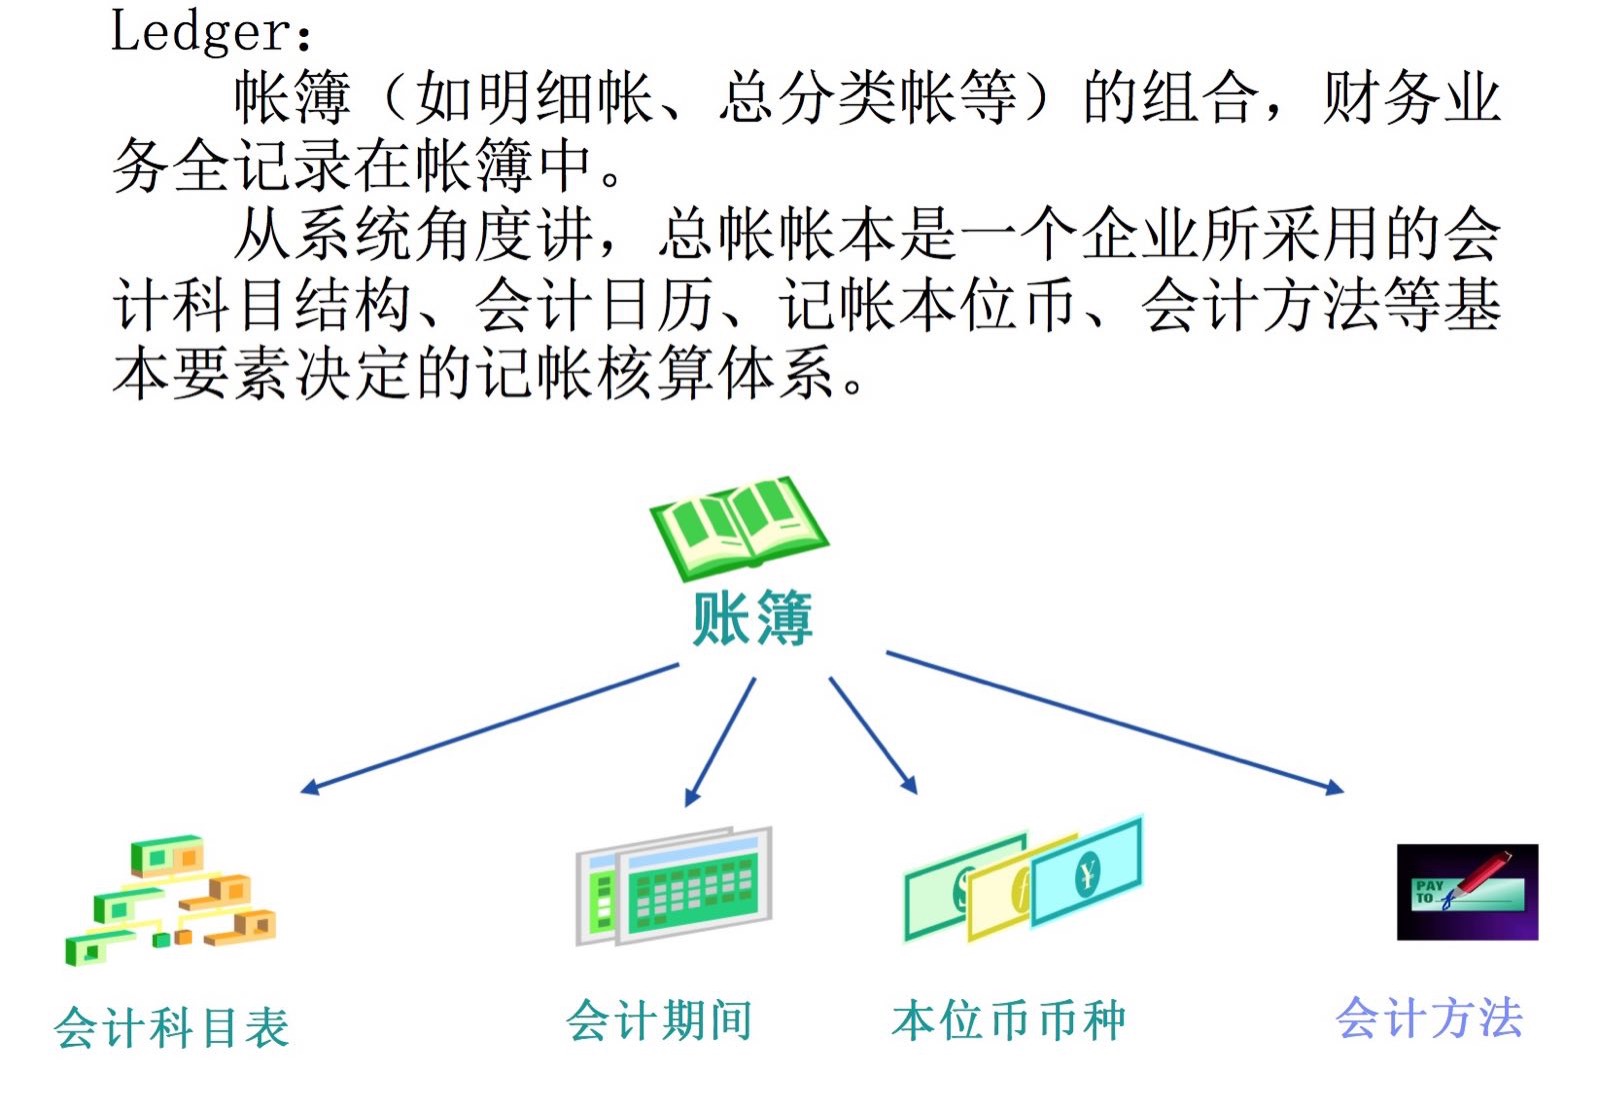 Ledger：
帐簿（如明细帐、总分类帐等）的组合，财务业
务全记录在帐簿中。
从系统角度讲，总帐帐本是一个企业所采用的会
计科目结构、会计日历、记帐本位币、会计方法等基
本要素决定的记帐核算体系。
账簿
$ ƒ ¥
PAY
TO
会计科目表
会计期间
本位币币种
会计方法